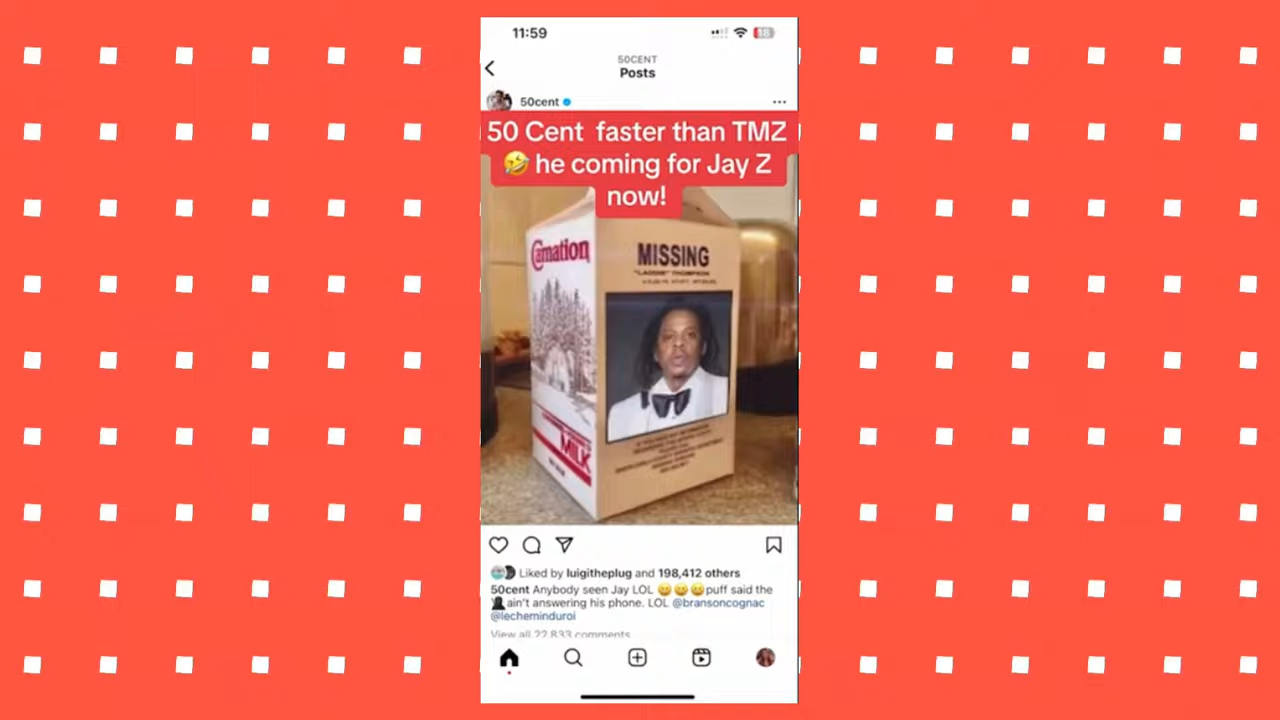 11:59
18
50CENT
Posts
50cent
50 Cent faster than TMZ
🤣 he coming for Jay Z
now!
Carnation
MISSING
THOMPSON
MILK
Liked by luigitheplug and 198,412 others
50cent Anybody seen Jay LOL 😀😀😀puff said the
🥷🏿ain't answering his phone. LOL @bransoncognac
@lecheminduroi
View all 22,833 comments